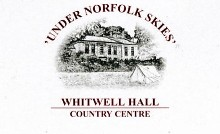 'UNDER NORFOLK SKIES'
WHITWELL HALL
COUNTRY CENTRE